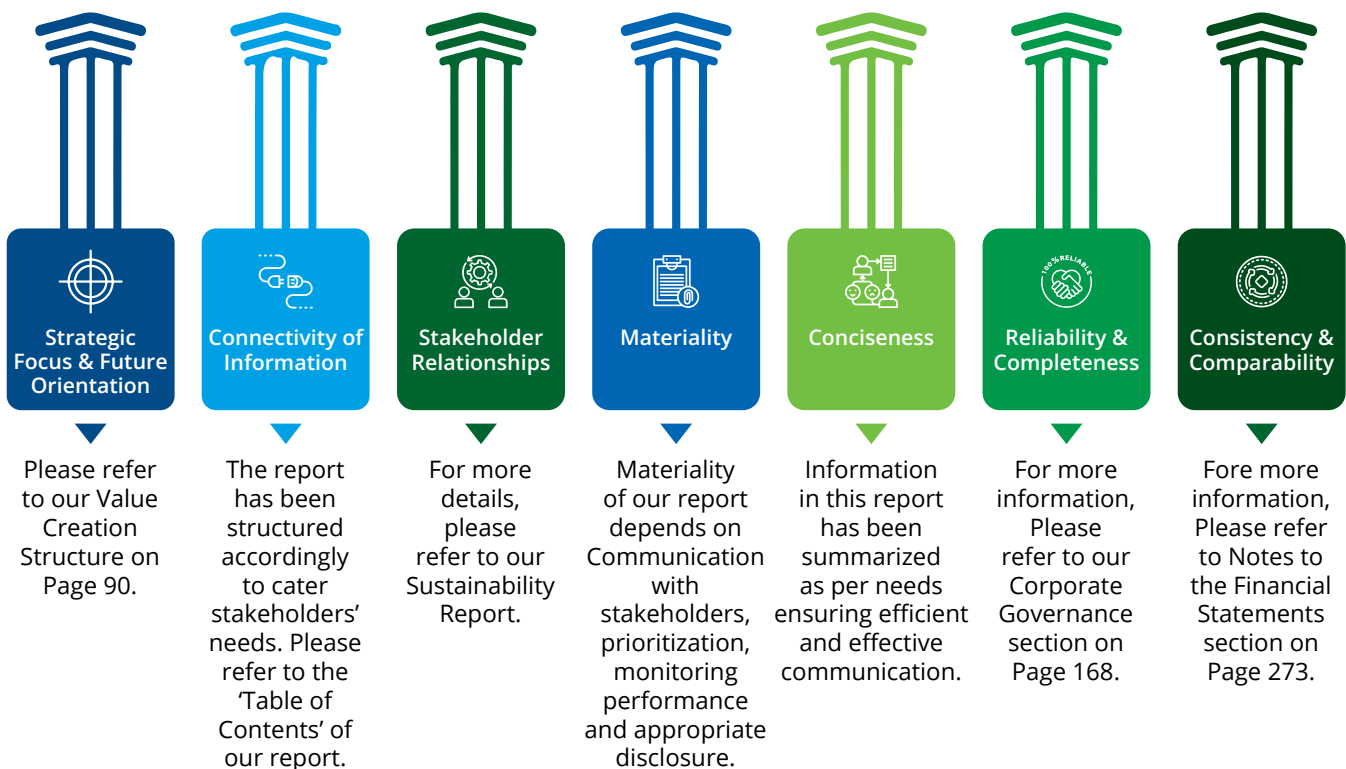 Strategic
Focus & Future
Orientation
Please refer
to our Value
Creation
Structure on
Page 90.
Connectivity of
Information
The report
has been
structured
accordingly
to cater
stakeholders’
needs. Please
refer to the
‘Table of
Contents’ of
our report.
Stakeholder
Relationships
For more
details,
please
refer to our
Sustainability
Report.
Materiality
Materiality
of our report
depends on
Communication
with
stakeholders,
prioritization,
monitoring
performance
and appropriate
disclosure.
Conciseness
Information
in this report
has been
summarized
as per needs
ensuring efficient
and effective
communication.
100% RELIABLE
Reliability &
Completeness
For more
information,
Please
refer to our
Corporate
Governance
section on
Page 168.
Consistency &
Comparability
Fore more
information,
Please refer
to Notes to
the Financial
Statements
section on
Page 273.